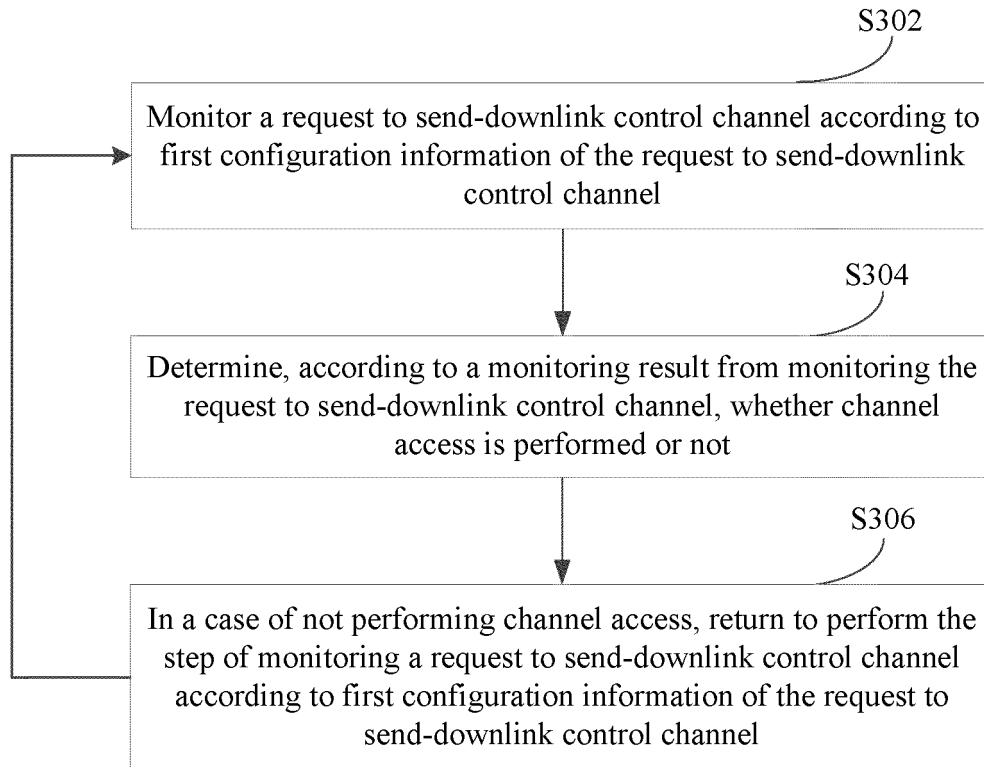 S302
Monitor a request to send-downlink control channel according to
first configuration information of the request to send-downlink
control channel
S304
Determine, according to a monitoring result from monitoring the
request to send-downlink control channel, whether channel
access is performed or not
S306
In a case of not performing channel access, return to perform the
step of monitoring a request to send-downlink control channel
according to first configuration information of the request to
send-downlink control channel